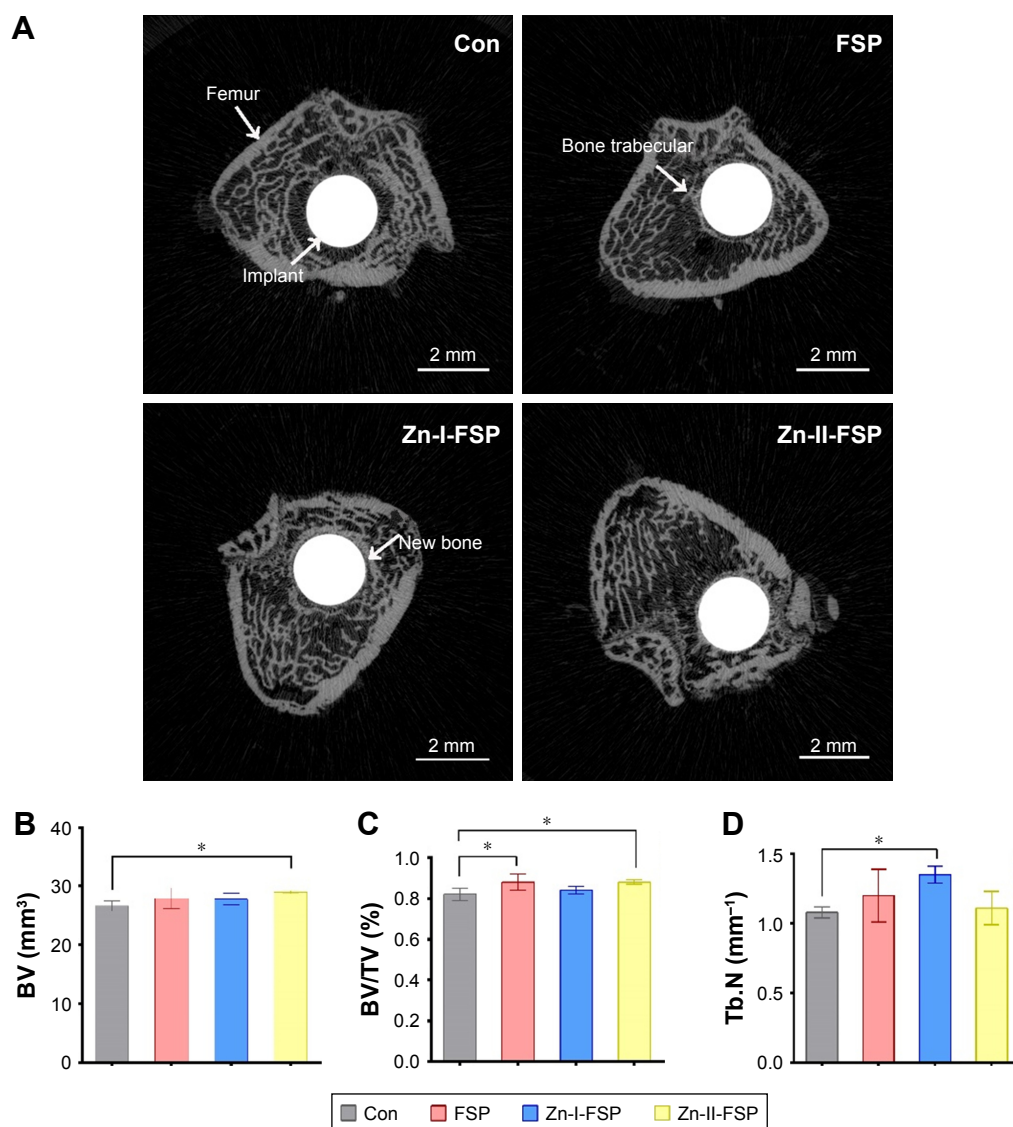 A
Con
Femur
Implant
2 mm
FSP
Bone trabecular
2 mm
Zn-I-FSP
New bone
2 mm
Zn-II-FSP
2 mm
B
BV (mm³)
40
30
20
10
0
*
C
BV/TV (%)
1.0
0.8
0.6
0.4
0.2
0.0
*
*
D
Tb.N (mm⁻¹)
1.5
1.0
0.5
0.0
*
Con FSP Zn-I-FSP Zn-II-FSP